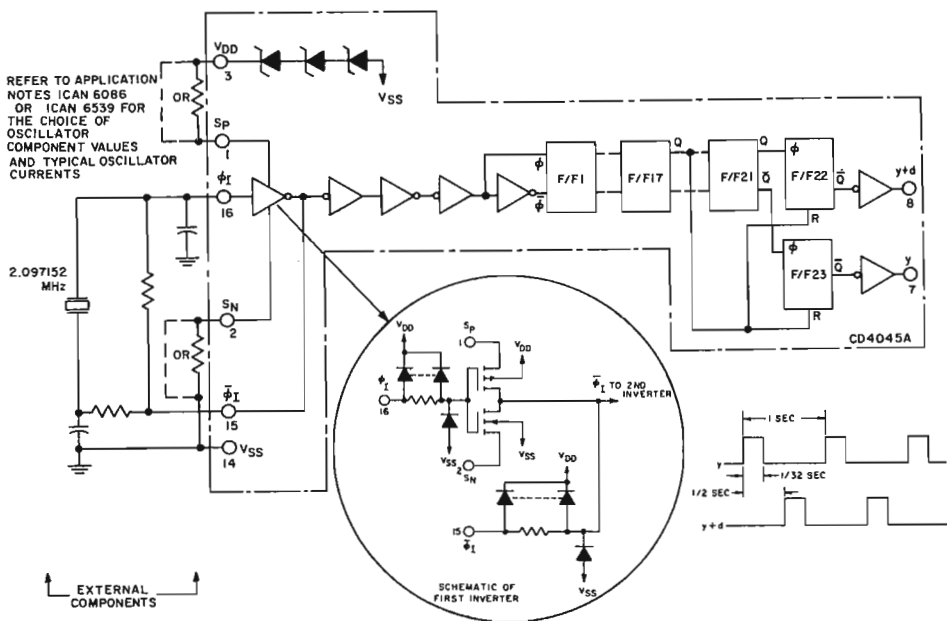 REFER TO APPLICATION
NOTES ICAN 6086
OR ICAN 6539 FOR
THE CHOICE OF
OSCILLATOR
COMPONENT VALUES
AND TYPICAL OSCILLATOR
CURRENTS
VDD
3
VSS
OR
SP
1
ϕI
16
2.097152
MHz
SN
2
OR
ϕ̅I
15
VSS
14
ϕ
ϕ̅
F/F1
F/F17
Q
F/F21
Q
Q̅
ϕ
F/F22
Q̅
R
y+d
8
ϕ
F/F23
Q̅
R
y
7
CD4045A
VDD
SP
1
VDD
ϕI
16
ϕ̅I TO 2ND
INVERTER
VSS
VSS
2
SN
VDD
15
ϕ̅I
VSS
SCHEMATIC OF
FIRST INVERTER
EXTERNAL
COMPONENTS
1 SEC
y
1/32 SEC
1/2 SEC
y+d